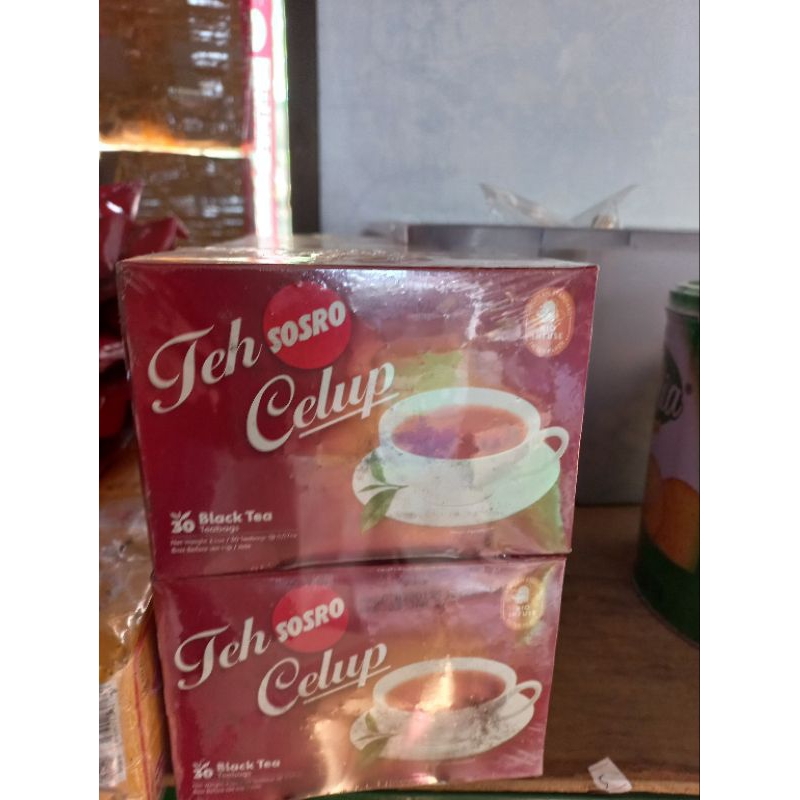 Teh SOSRO
Celup
30 Black Tea
Teabags
Teh SOSRO
Celup
30 Black Tea
Teabags